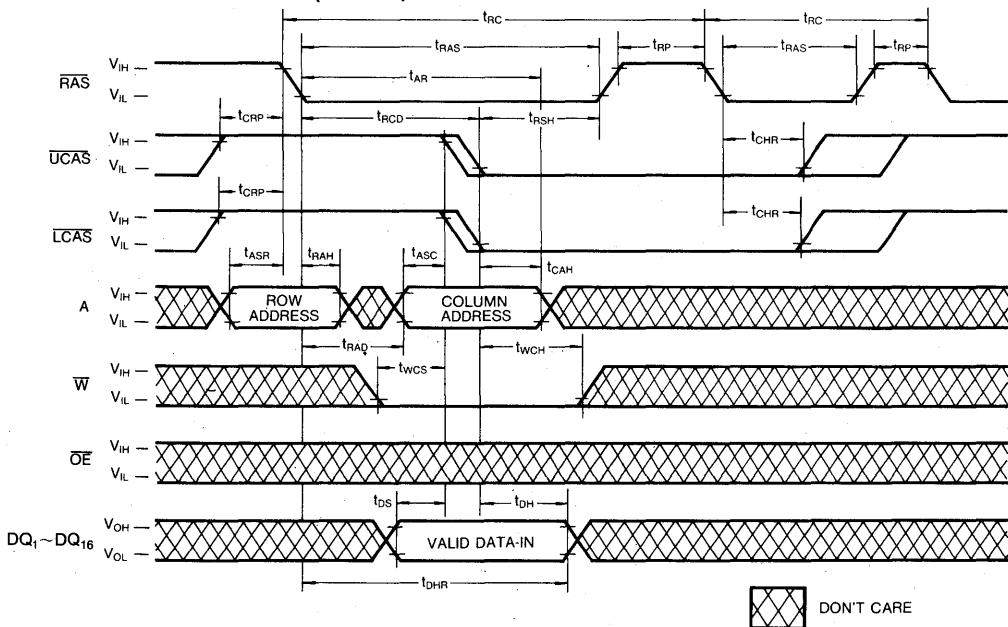 tRC tRC
tRAS tRP tRAS tRP
tAR
RAS VIH VIL
tCRP tRCD tRSH
UCAS VIH VIL tCHR
tCRP
LCAS VIH VIL tCHR
tASR tRAH tASC tCAH
A VIH VIL ROW ADDRESS COLUMN ADDRESS
tRAD tWCH
tWCS
W VIH VIL
OE VIH VIL
tDS tDH
DQ1~DQ16 VOH VOL VALID DATA-IN
tDHR
DON'T CARE